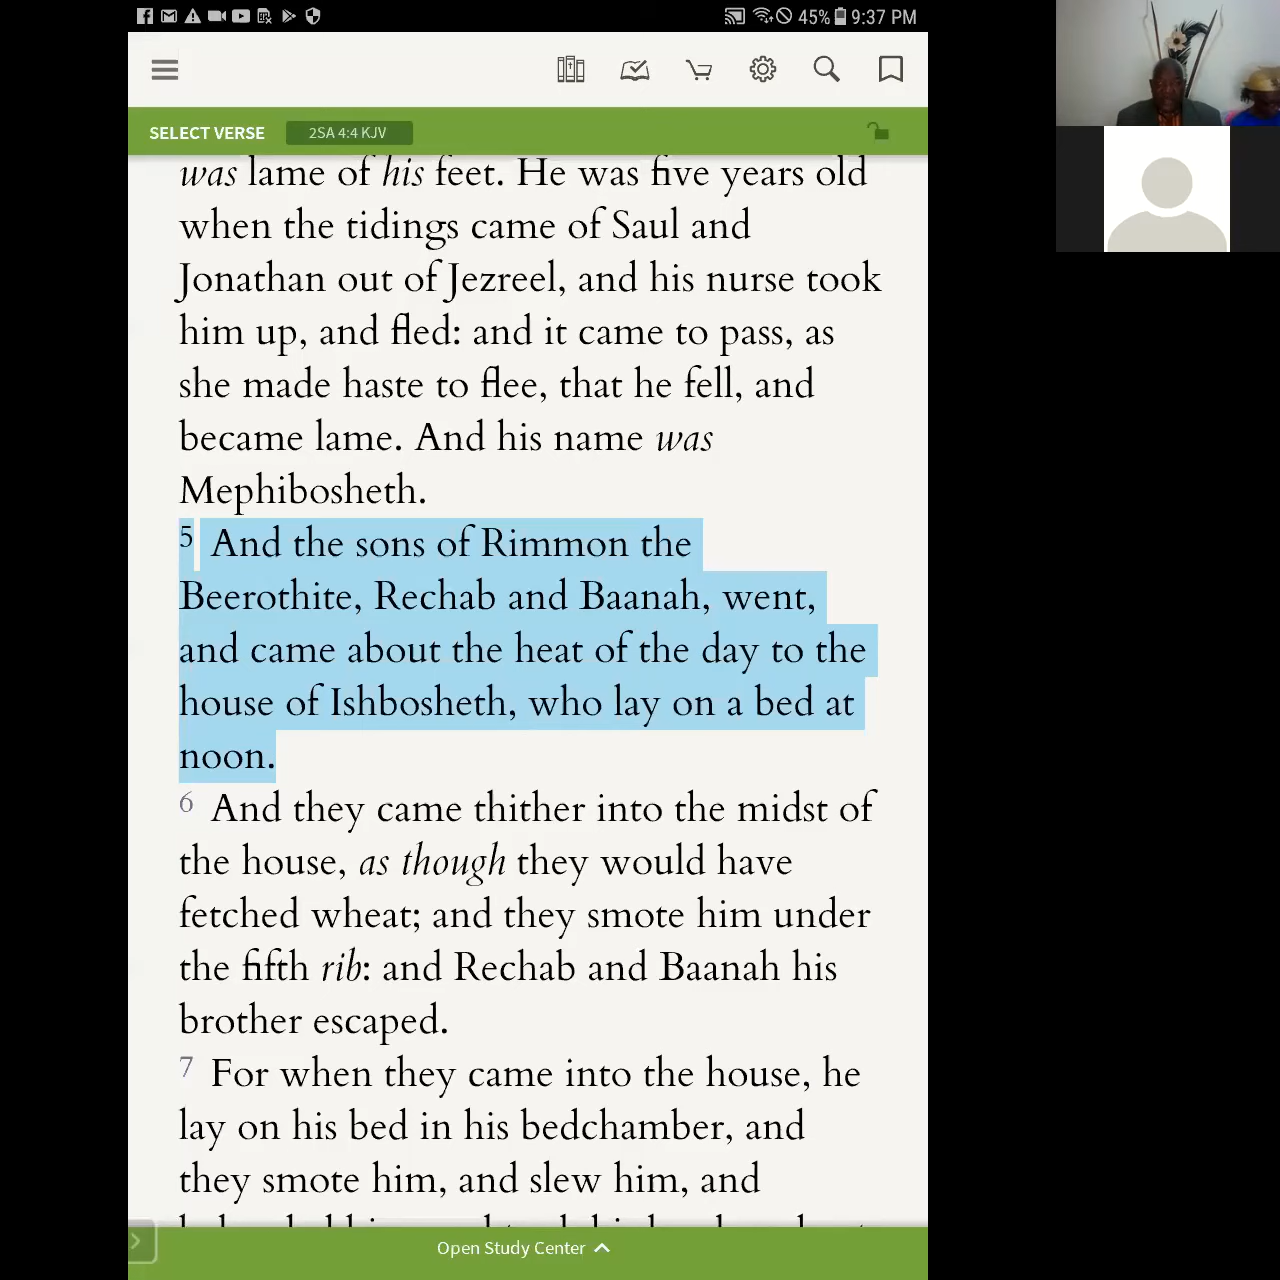 45% 9:37 PM
SELECT VERSE 2SA 4:4 KJV
was lame of his feet. He was five years old
when the tidings came of Saul and
Jonathan out of Jezreel, and his nurse took
him up, and fled: and it came to pass, as
she made haste to flee, that he fell, and
became lame. And his name was
Mephibosheth.
5 And the sons of Rimmon the
Beerothite, Rechab and Baanah, went,
and came about the heat of the day to the
house of Ishbosheth, who lay on a bed at
noon.
6 And they came thither into the midst of
the house, as though they would have
fetched wheat; and they smote him under
the fifth rib: and Rechab and Baanah his
brother escaped.
7 For when they came into the house, he
lay on his bed in his bedchamber, and
they smote him, and slew him, and
Open Study Center